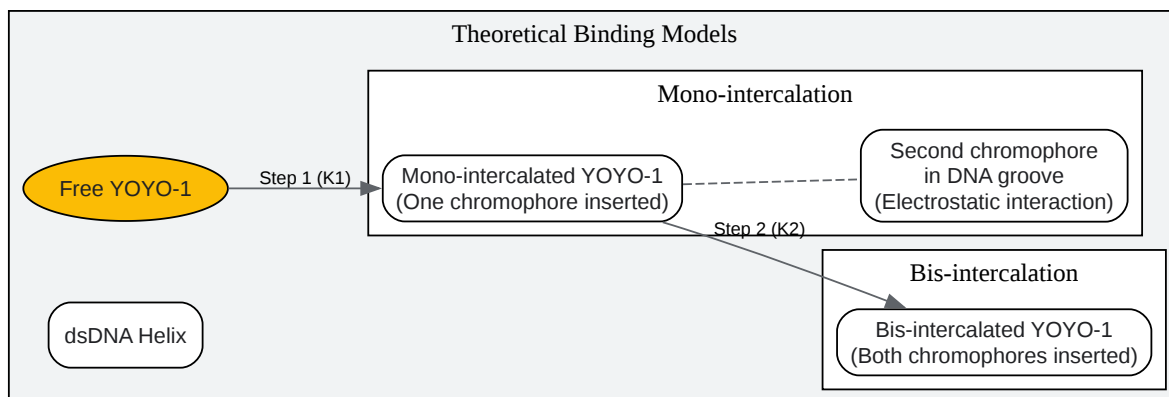 Theoretical Binding Models
Mono-intercalation
Free YOYO-1
Step 1 (K1)
Mono-intercalated YOYO-1
(One chromophore inserted)
Second chromophore
in DNA groove
(Electrostatic interaction)
Step 2 (K2)
Bis-intercalation
dsDNA Helix
Bis-intercalated YOYO-1
(Both chromophores inserted)